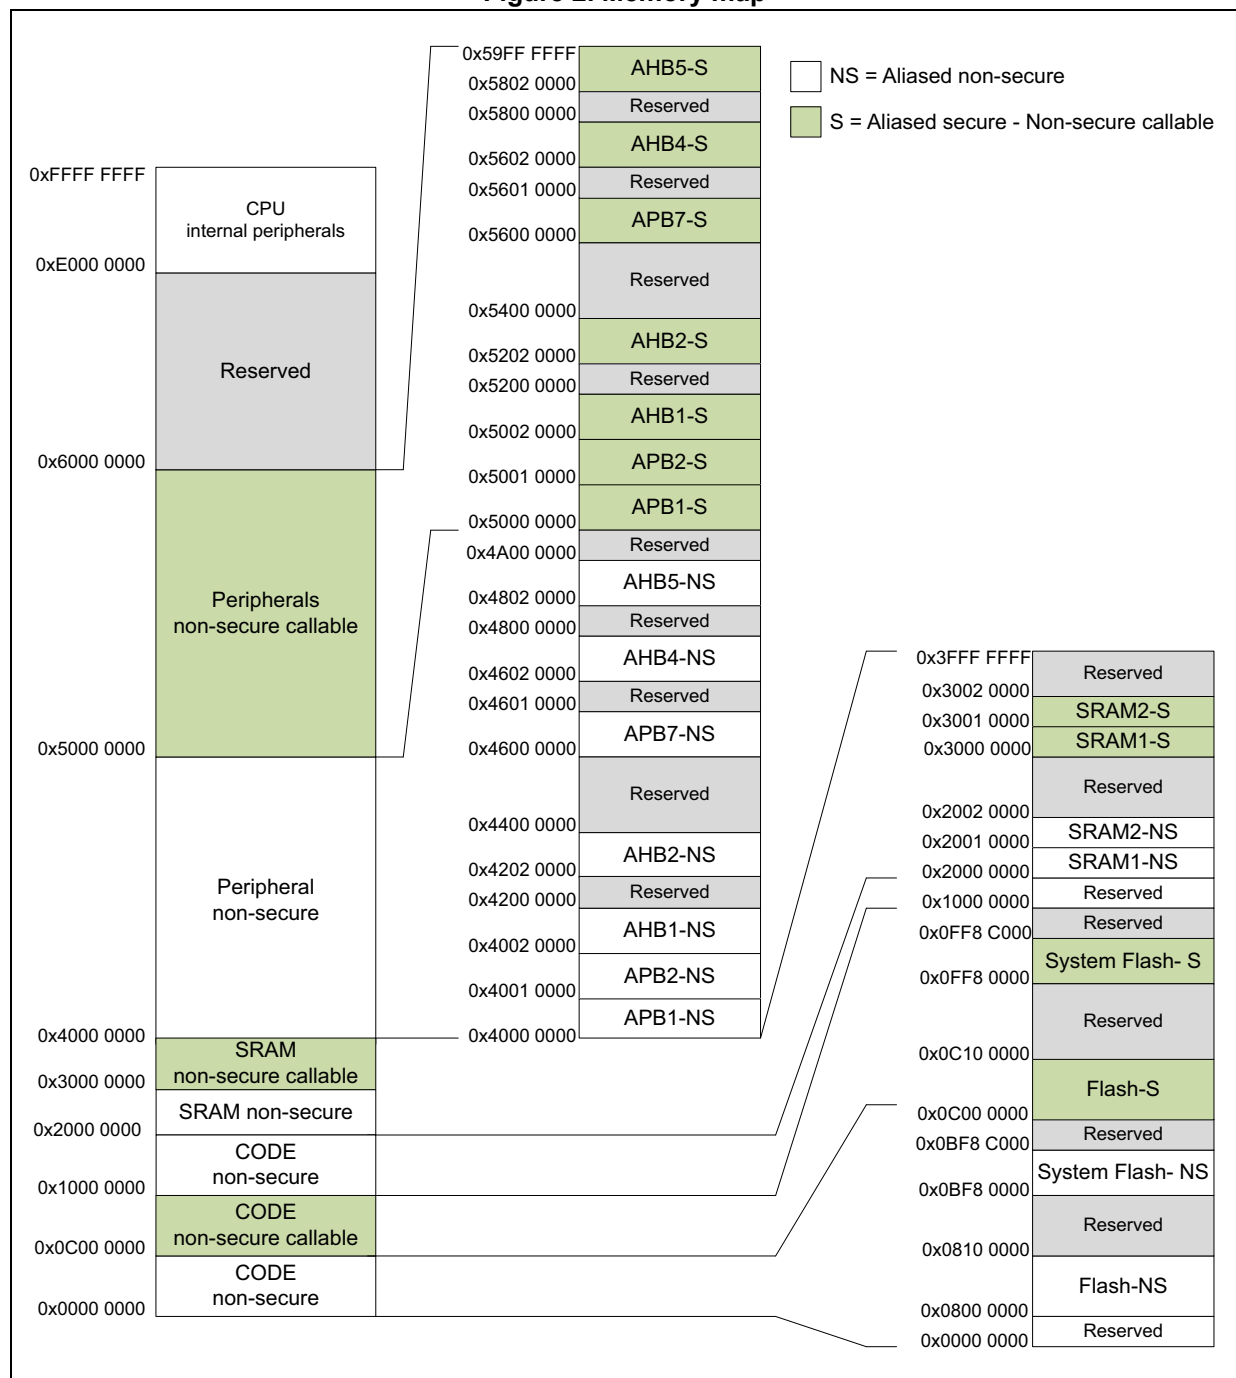 Figure 2. Memory map
NS = Aliased non-secure
S = Aliased secure - Non-secure callable
0xFFFF FFFF
CPU
internal peripherals
0xE000 0000
Reserved
0x6000 0000
Peripherals
non-secure callable
0x5000 0000
Peripheral
non-secure
0x4000 0000
SRAM
non-secure callable
0x3000 0000
SRAM non-secure
0x2000 0000
CODE
non-secure
0x1000 0000
CODE
non-secure callable
0x0C00 0000
CODE
non-secure
0x0000 0000
0x59FF FFFF
AHB5-S
0x5802 0000
Reserved
0x5800 0000
AHB4-S
0x5602 0000
Reserved
0x5601 0000
APB7-S
0x5600 0000
Reserved
0x5400 0000
AHB2-S
0x5202 0000
Reserved
0x5200 0000
AHB1-S
0x5002 0000
APB2-S
0x5001 0000
APB1-S
0x5000 0000
Reserved
0x4A00 0000
AHB5-NS
0x4802 0000
Reserved
0x4800 0000
AHB4-NS
0x4602 0000
Reserved
0x4601 0000
APB7-NS
0x4600 0000
Reserved
0x4400 0000
AHB2-NS
0x4202 0000
Reserved
0x4200 0000
AHB1-NS
0x4002 0000
APB2-NS
0x4001 0000
APB1-NS
0x4000 0000
0x3FFF FFFF
Reserved
0x3002 0000
SRAM2-S
0x3001 0000
SRAM1-S
0x3000 0000
Reserved
0x2002 0000
SRAM2-NS
0x2001 0000
SRAM1-NS
0x2000 0000
Reserved
0x1000 0000
Reserved
0x0FF8 C000
System Flash- S
0x0FF8 0000
Reserved
0x0C10 0000
Flash-S
0x0C00 0000
Reserved
0x0BF8 C000
System Flash- NS
0x0BF8 0000
Reserved
0x0810 0000
Flash-NS
0x0800 0000
Reserved
0x0000 0000